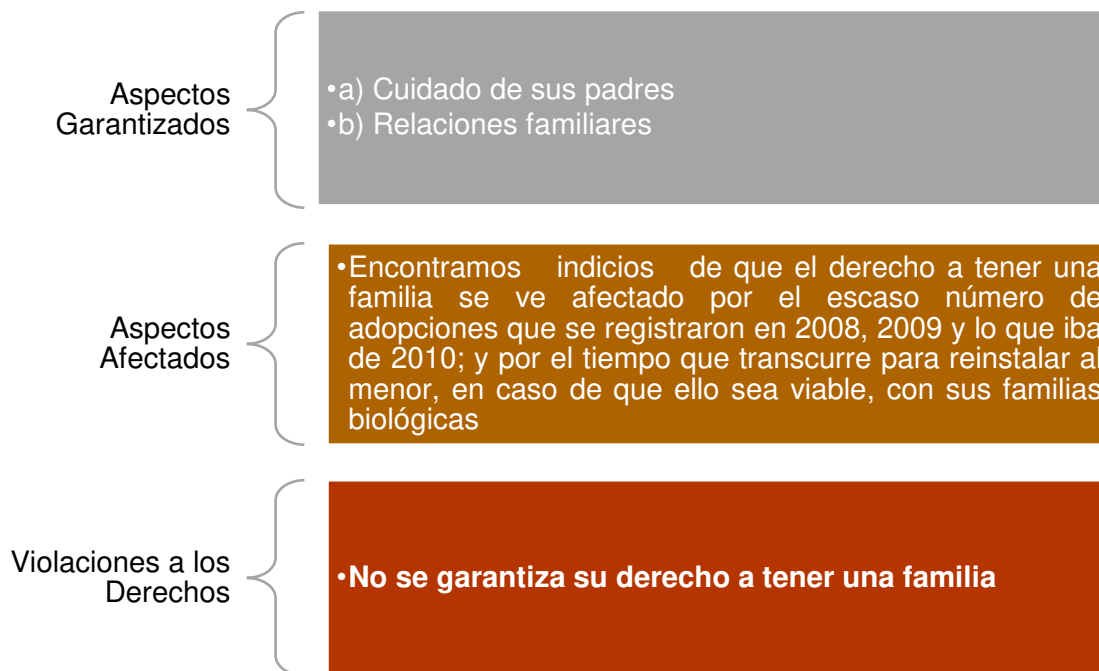 Aspectos
Garantizados
•a) Cuidado de sus padres
•b) Relaciones familiares
Aspectos
Afectados
•Encontramos indicios de que el derecho a tener una
familia se ve afectado por el escaso número de
adopciones que se registraron en 2008, 2009 y lo que iba
de 2010; y por el tiempo que transcurre para reinstalar al
menor, en caso de que ello sea viable, con sus familias
biológicas
Violaciones a los
Derechos
•No se garantiza su derecho a tener una familia